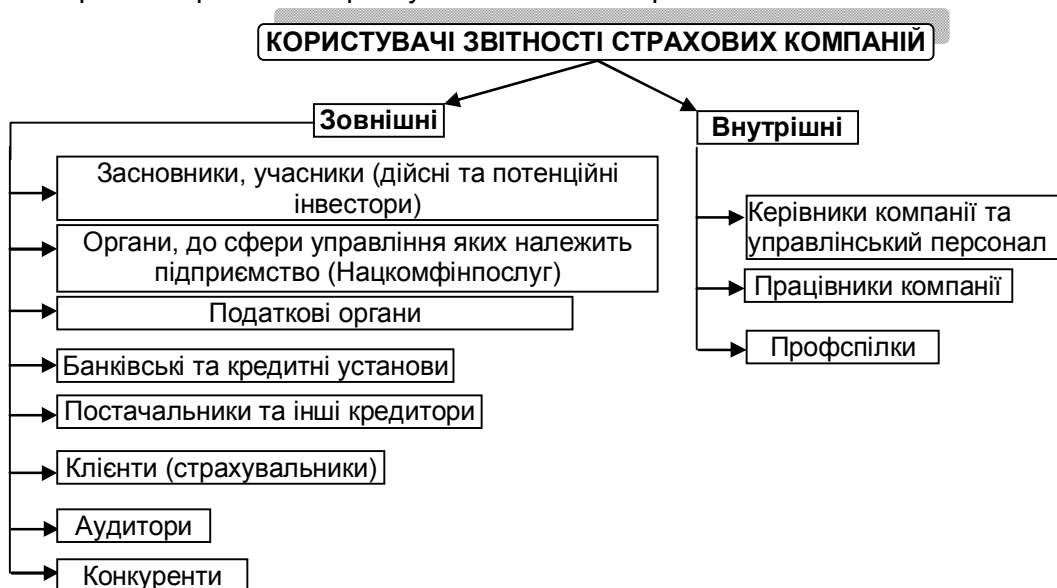 КОРИСТУВАЧІ ЗВІТНОСТІ СТРАХОВИХ КОМПАНІЙ
Зовнішні
Засновники, учасники (дійсні та потенційні
інвестори)
Органи, до сфери управління яких належить
підприємство (Нацкомфінпослуг)
Податкові органи
Банківські та кредитні установи
Постачальники та інші кредитори
Клієнти (страхувальники)
Аудитори
Конкуренти
Внутрішні
Керівники компанії та
управлінський персонал
Працівники компанії
Профспілки